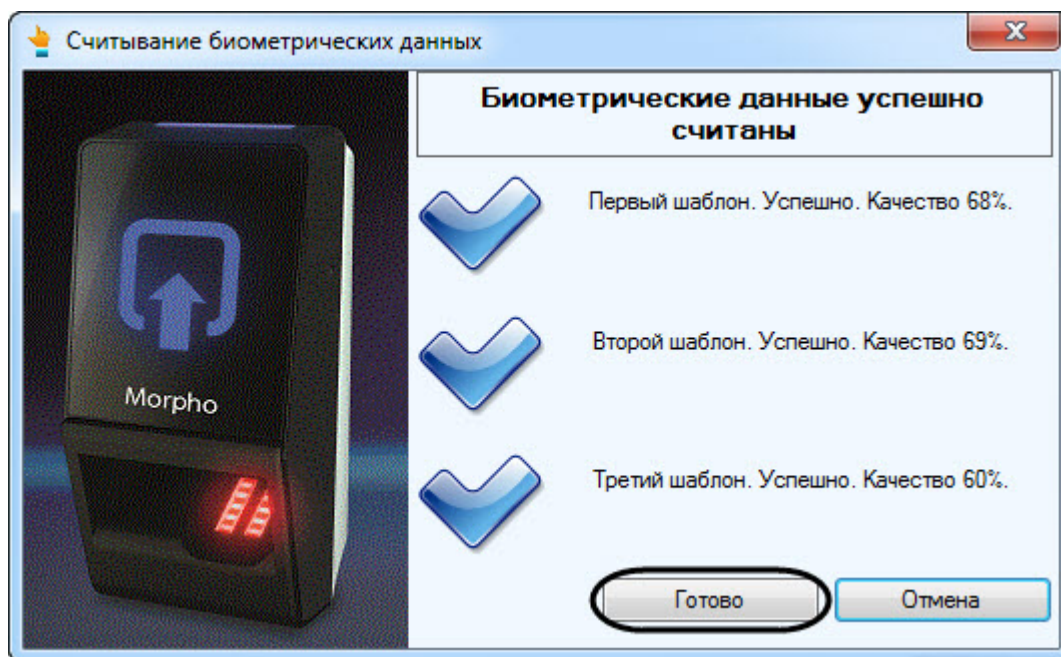 Считывание биометрических данных
Биометрические данные успешно
считаны
Первый шаблон. Успешно. Качество 68%.
Второй шаблон. Успешно. Качество 69%.
Morpho
Третий шаблон. Успешно. Качество 60%.
Готово
Отмена